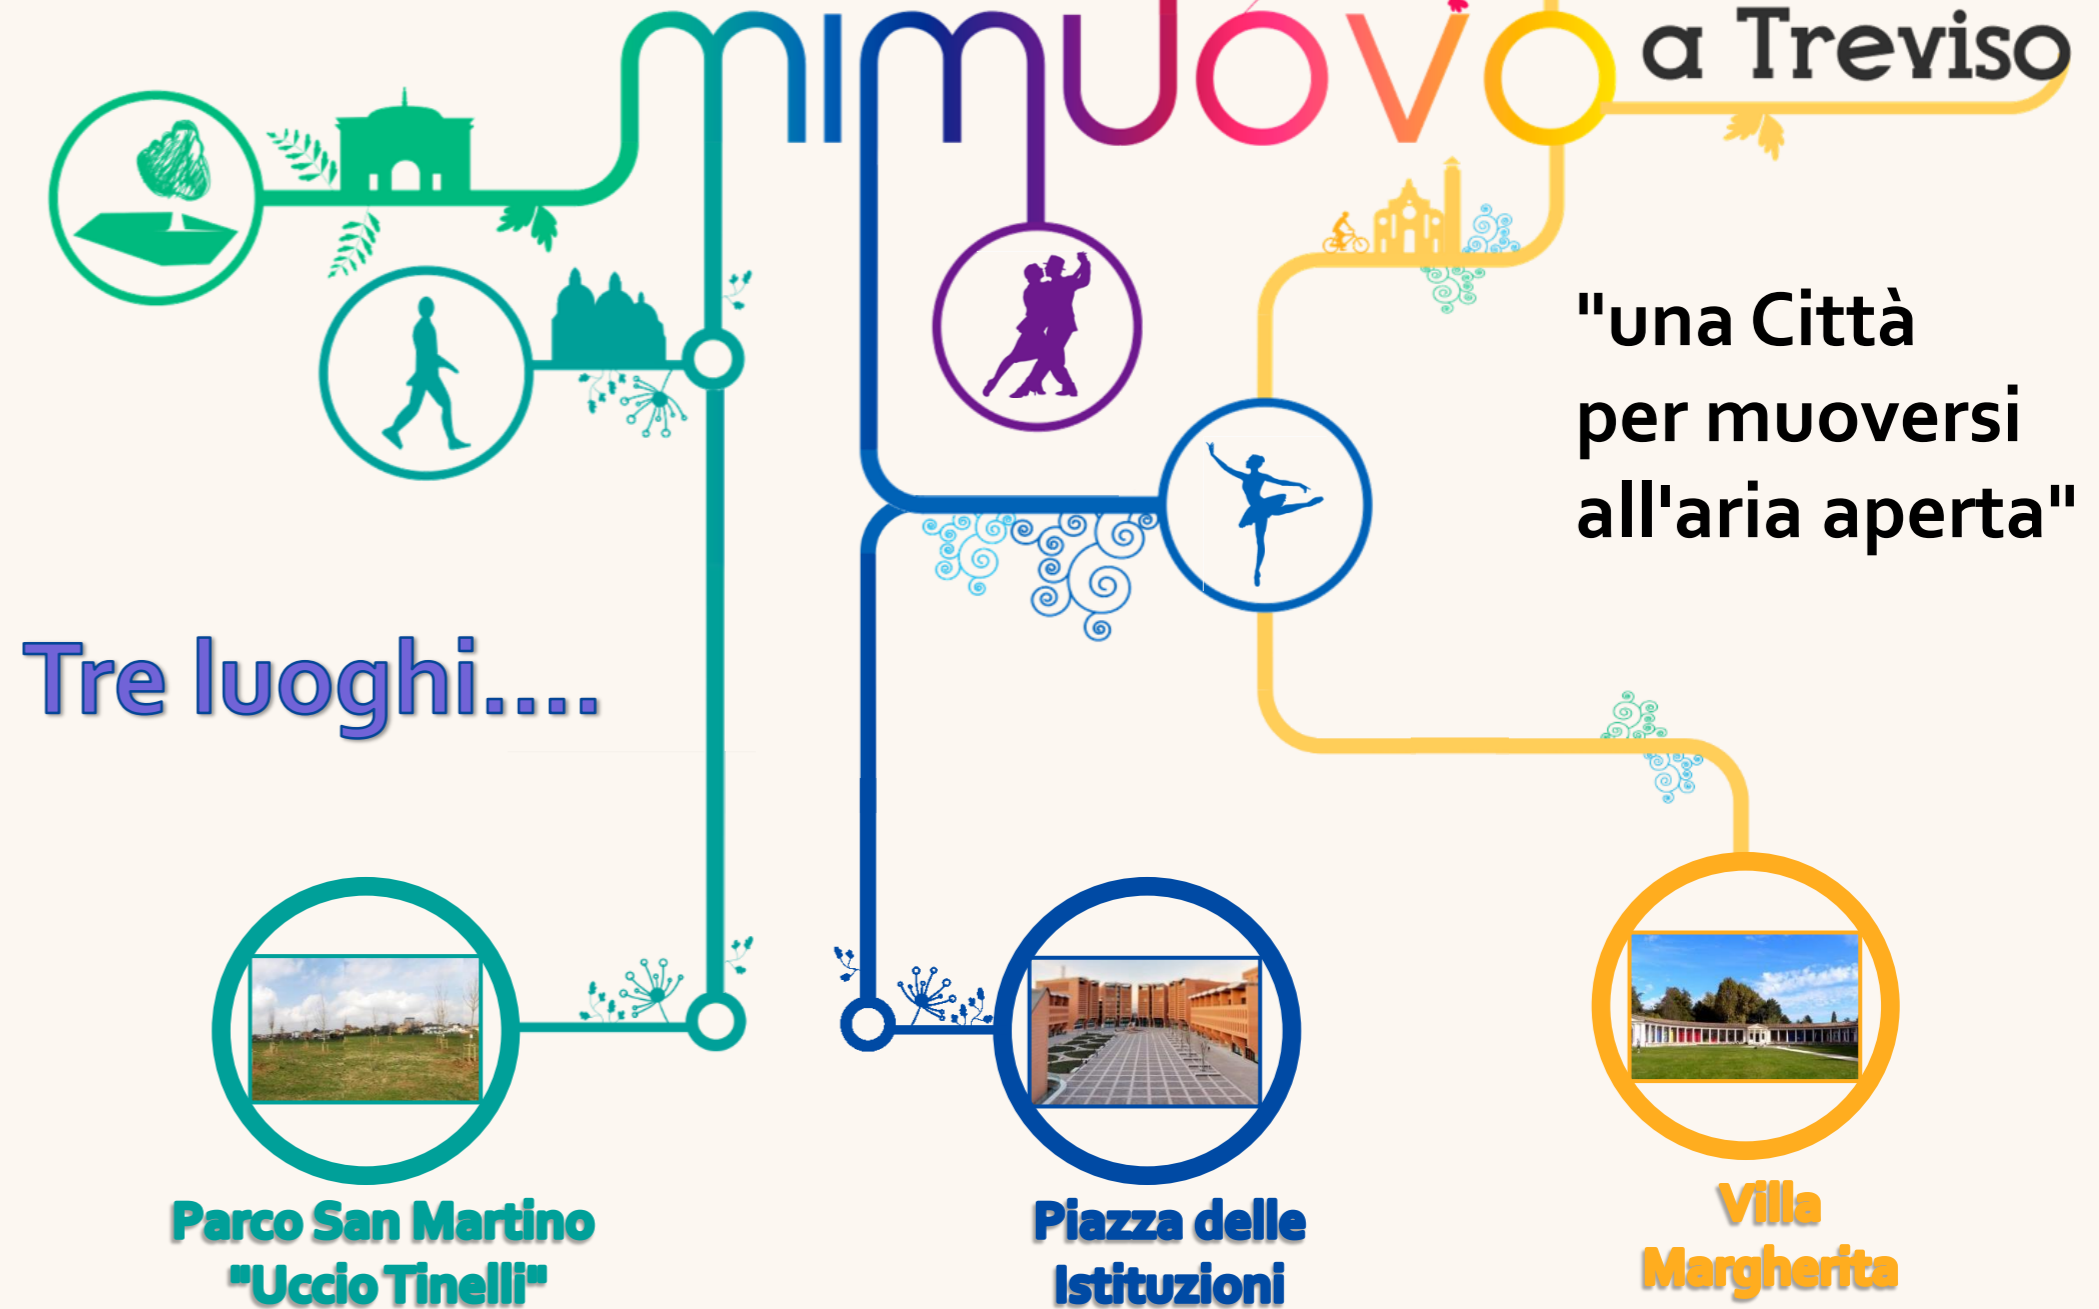 mimuovo a Treviso
"una Città
per muoversi
all'aria aperta"
Tre luoghi....
Parco San Martino
"Uccio Tinelli"
Piazza delle
Istituzioni
Villa
Margherita